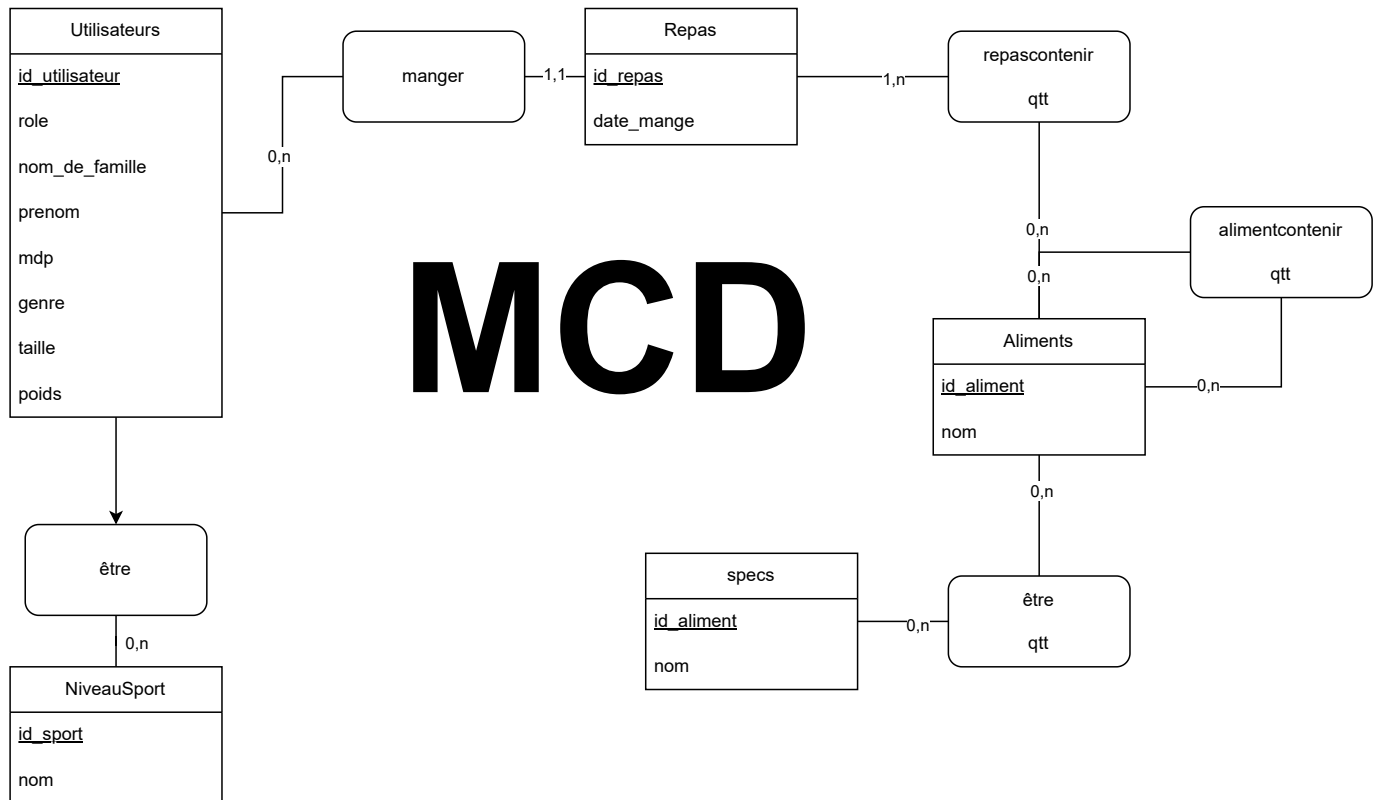 Utilisateurs
id_utilisateur
role
nom_de_famille
prenom
mdp
genre
taille
poids
0,n
manger
1,1
Repas
id_repas
date_mange
1,n
repascontenir
qtt
0,n
0,n
alimentcontenir
qtt
0,n
MCD
Aliments
id_aliment
nom
0,n
être
qtt
0,n
specs
id_aliment
nom
être
0,n
NiveauSport
id_sport
nom